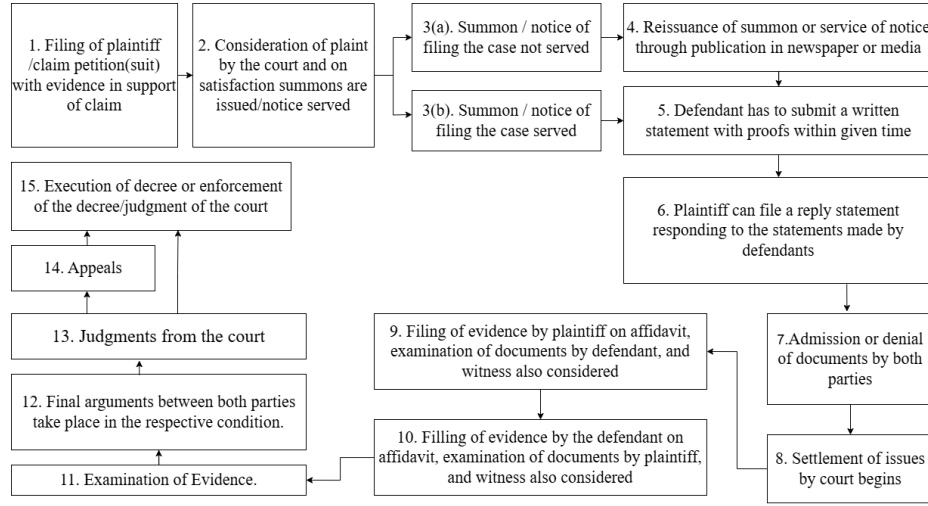 1. Filing of plaintiff
/claim petition(suit)
with evidence in support
of claim
2. Consideration of plaint
by the court and on
satisfaction summons are
issued/notice served
3(a). Summon / notice of
filing the case not served
3(b). Summon / notice of
filing the case served
4. Reissuance of summon or service of notice
through publication in newspaper or media
5. Defendant has to submit a written
statement with proofs within given time
6. Plaintiff can file a reply statement
responding to the statements made by
defendants
7.Admission or denial
of documents by both
parties
8. Settlement of issues
by court begins
9. Filing of evidence by plaintiff on affidavit,
examination of documents by defendant, and
witness also considered
10. Filling of evidence by the defendant on
affidavit, examination of documents by plaintiff,
and witness also considered
11. Examination of Evidence.
12. Final arguments between both parties
take place in the respective condition.
13. Judgments from the court
14. Appeals
15. Execution of decree or enforcement
of the decree/judgment of the court